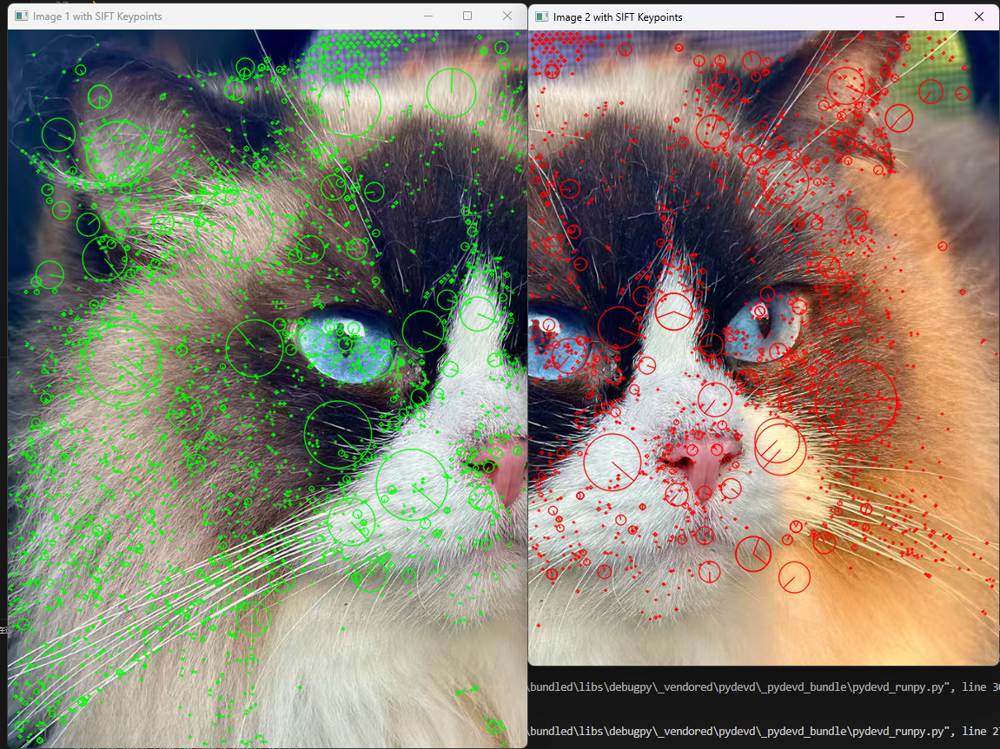 Image 1 with SIFT Keypoints
Image 2 with SIFT Keypoints
\bundled\libs\debugpy\_vendored\pydevd\_pydevd_bundle\pydevd_runpy.py", line 3
\bundled\libs\debugpy\_vendored\pydevd\_pydevd_bundle\pydevd_runpy.py", line 2